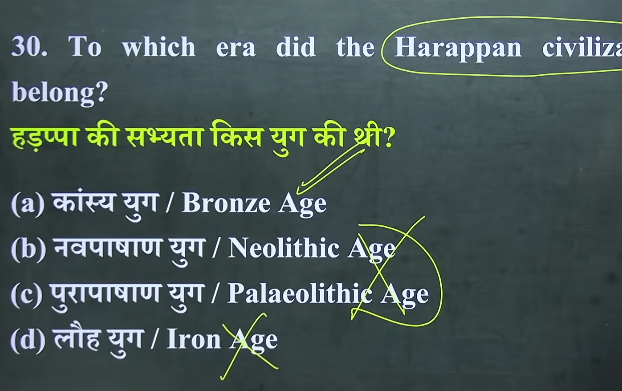 30. To which era did the Harappan
belong?
हड़प्पा की सभ्यता किस युग की थी?
(a) कांस्य युग / Bronze Age
(b) नवपाषाण युग / Neolithic Age
(c) पुरापाषाण युग / Palaeolithic Age
(d) लौह युग / Iron Age